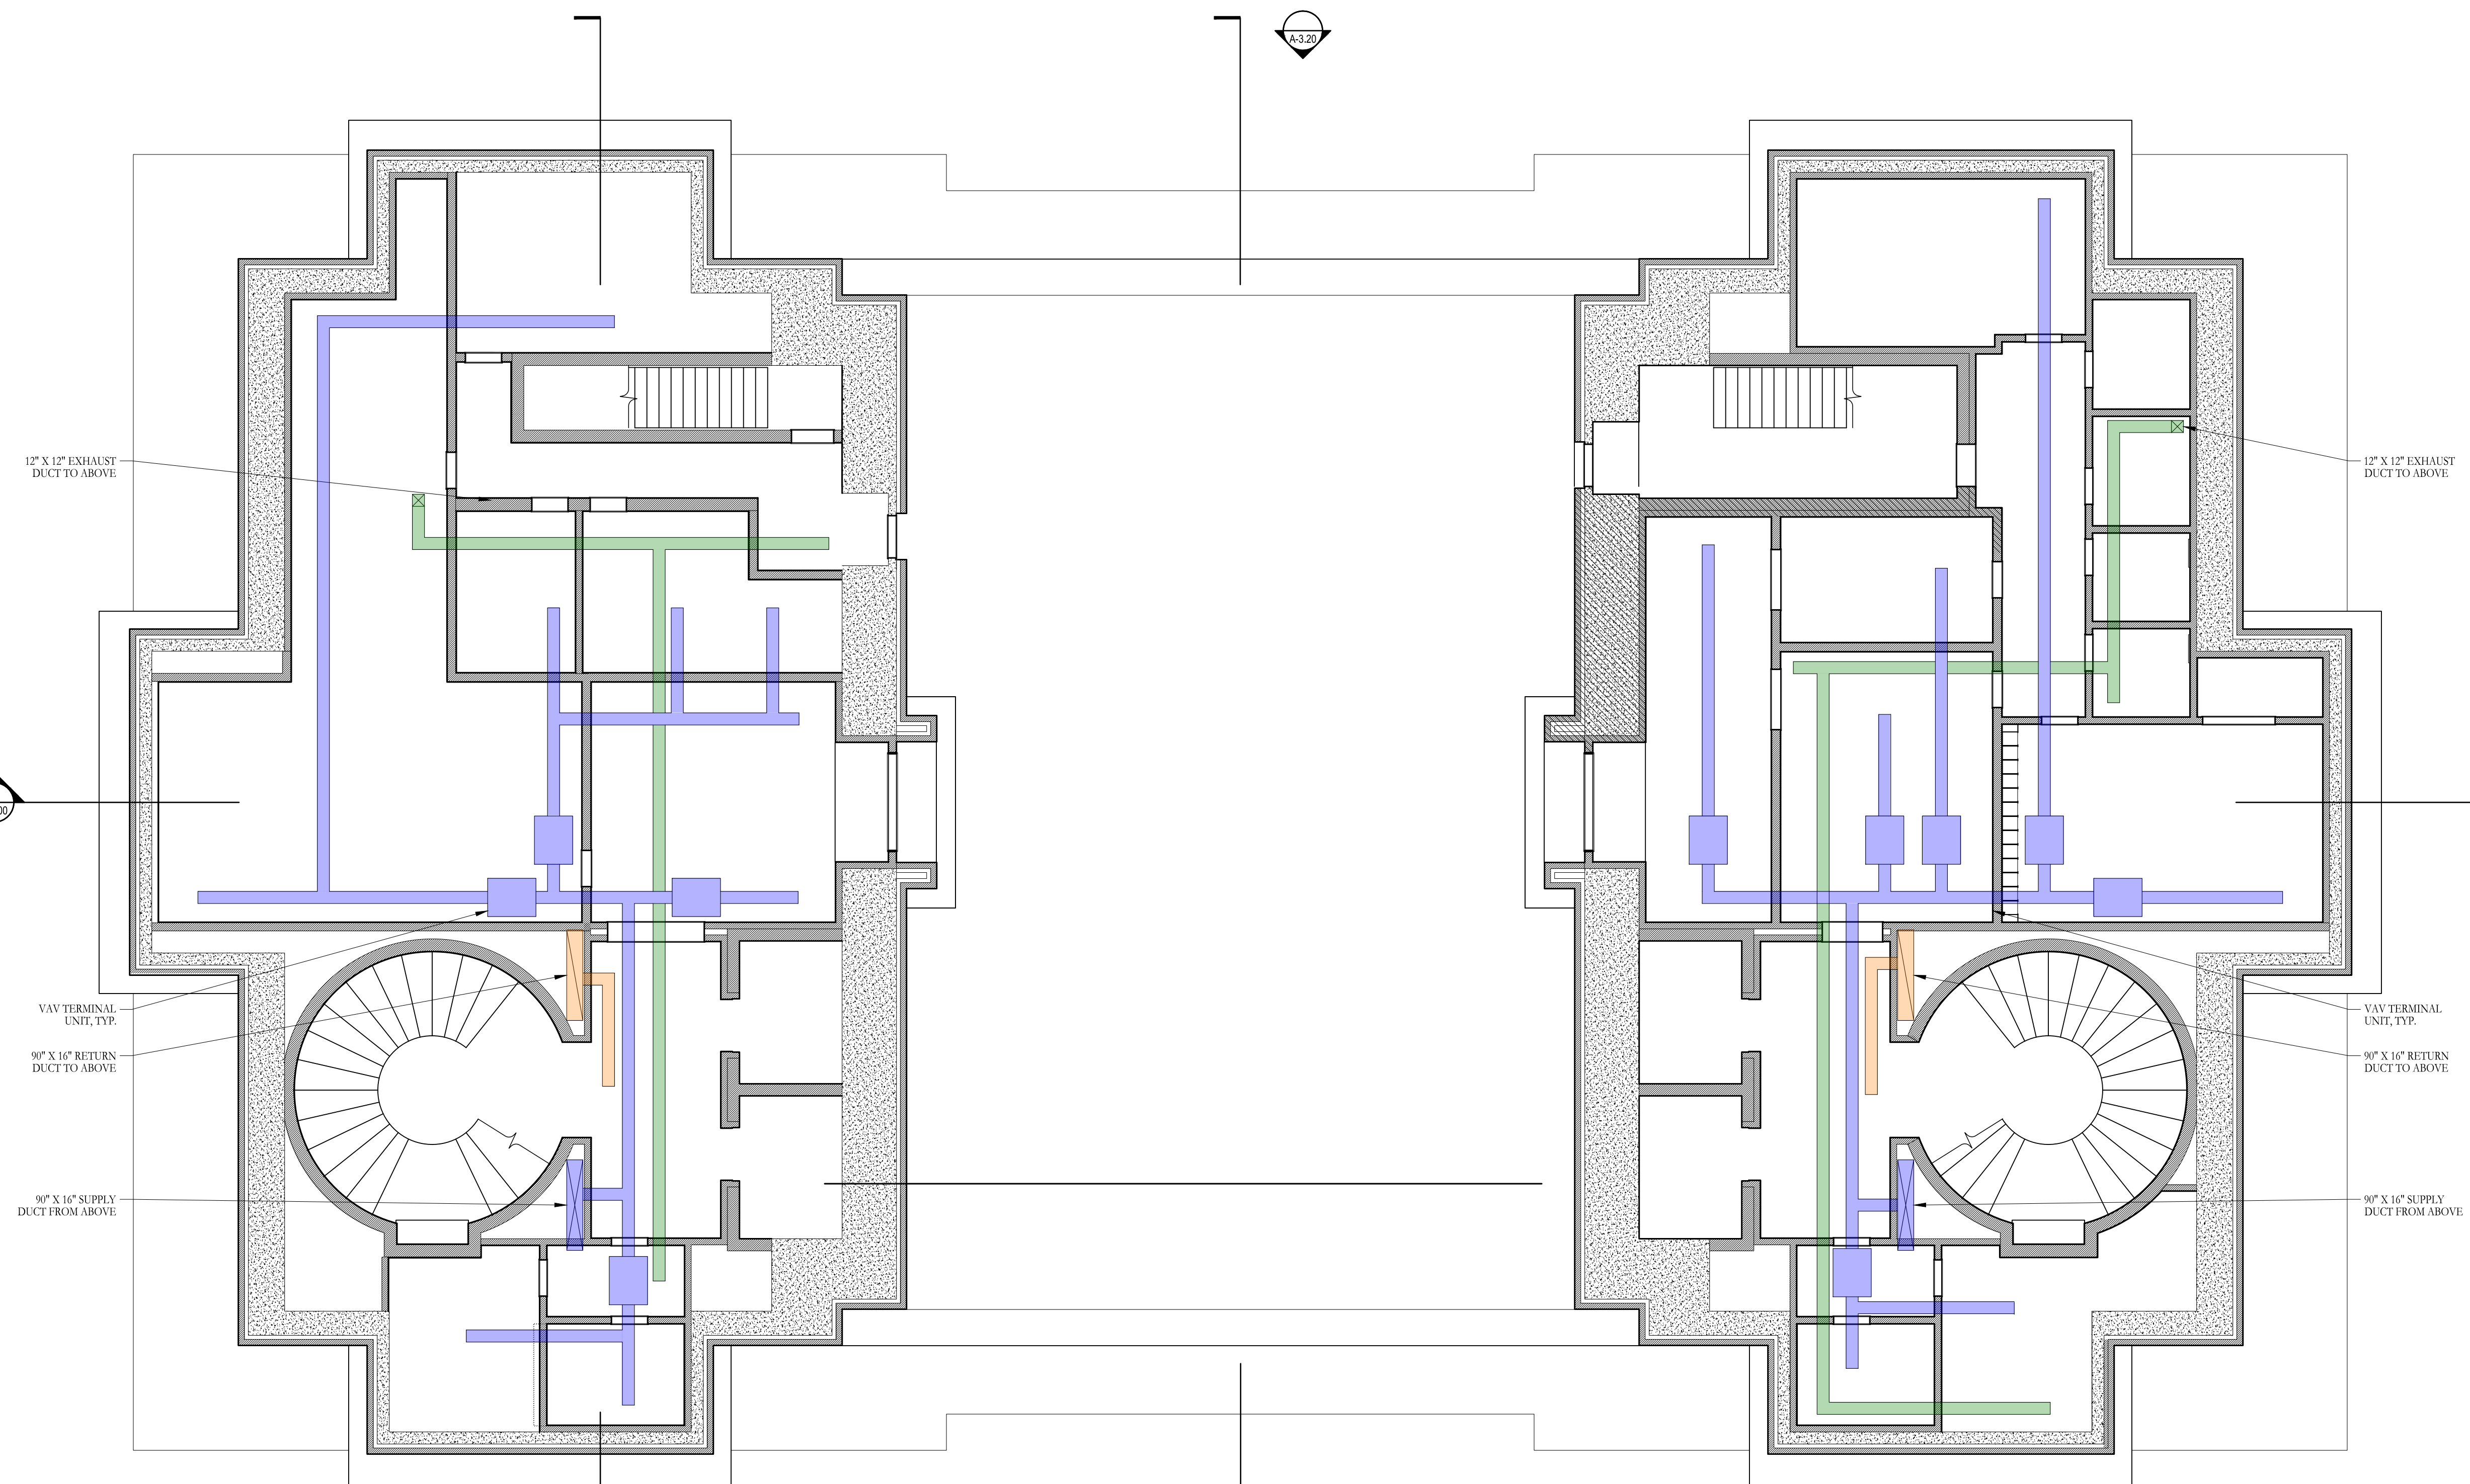 A-3.20
12" X 12" EXHAUST
DUCT TO ABOVE
12" X 12" EXHAUST
DUCT TO ABOVE
00
VAV TERMINAL
UNIT, TYP.
VAV TERMINAL
UNIT, TYP.
90" X 16" RETURN
DUCT TO ABOVE
90" X 16" RETURN
DUCT TO ABOVE
90" X 16" SUPPLY
DUCT FROM ABOVE
90" X 16" SUPPLY
DUCT FROM ABOVE